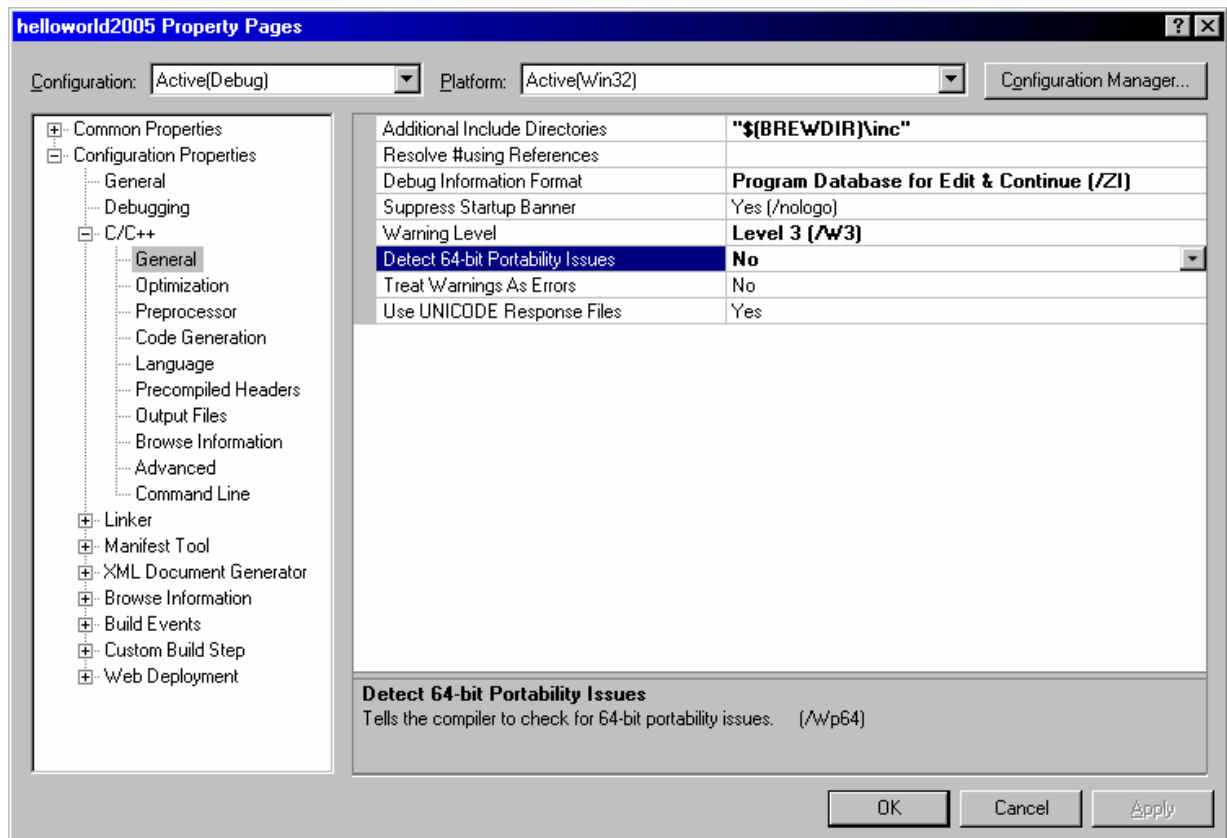 helloworld2005 Property Pages
Configuration: Active(Debug) Platform: Active(Win32) Configuration Manager...
Common Properties
Configuration Properties
General
Debugging
C/C++
General
Optimization
Preprocessor
Code Generation
Language
Precompiled Headers
Output Files
Browse Information
Advanced
Command Line
Linker
Manifest Tool
XML Document Generator
Browse Information
Build Events
Custom Build Step
Web Deployment
Additional Include Directories "$(BREWDIR)\inc"
Resolve #using References
Debug Information Format Program Database for Edit & Continue (/ZI)
Suppress Startup Banner Yes (/nologo)
Warning Level Level 3 (/W3)
Detect 64-bit Portability Issues No
Treat Warnings As Errors No
Use UNICODE Response Files Yes
Detect 64-bit Portability Issues
Tells the compiler to check for 64-bit portability issues. (/Wp64)
OK Cancel Apply